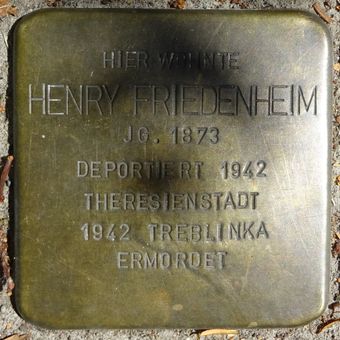 HIER WOHNTE
HENRY FRIEDENHEIM
JG. 1873
DEPORTIERT 1942
THERESIENSTADT
1942 TREBLINKA
ERMORDET